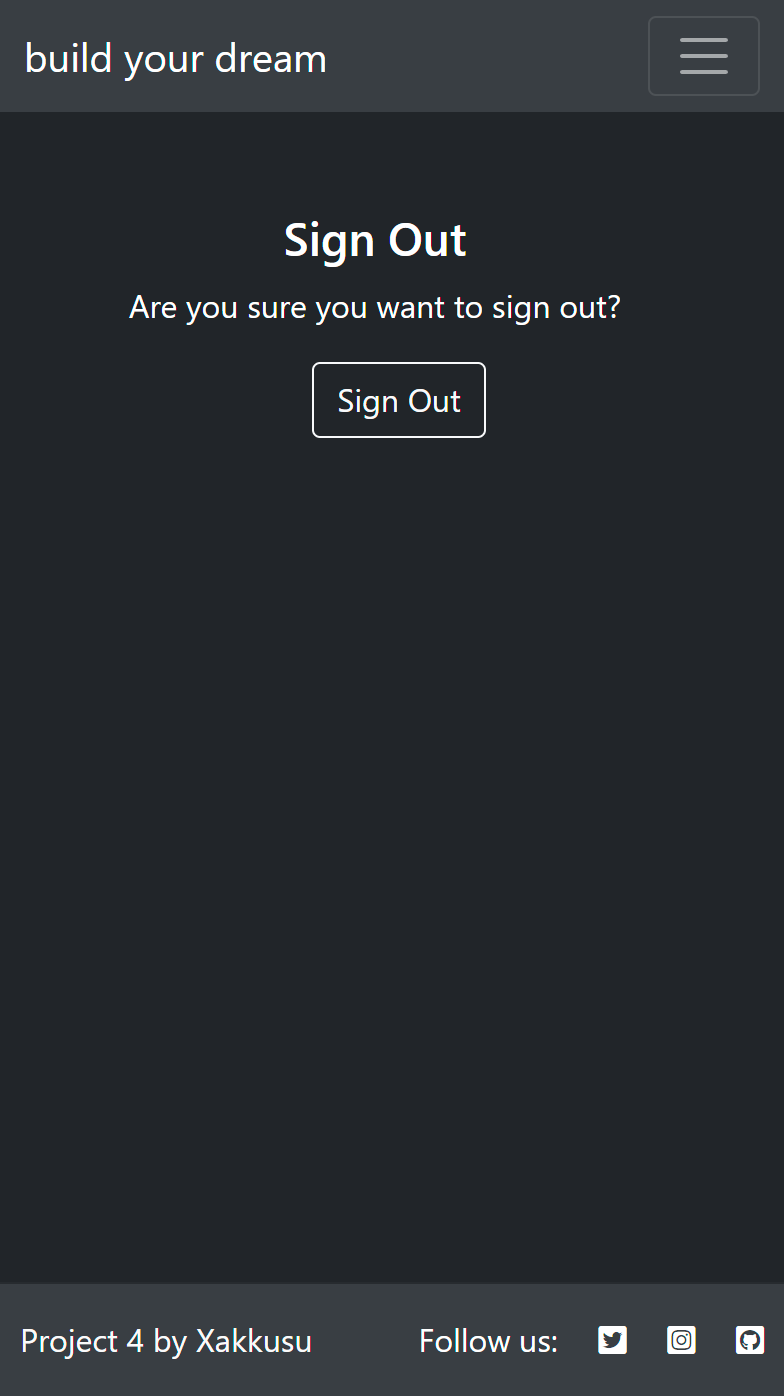 build your dream
Sign Out
Are you sure you want to sign out?
Sign Out
Project 4 by Xakkusu
Follow us: